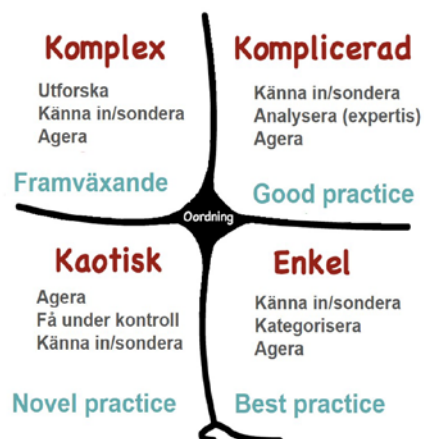 Komplex
Utforska
Känna in/sondera
Agera
Framväxande
Komplicerad
Känna in/sondera
Analysera (expertis)
Agera
Good practice
Oordning
Kaotisk
Agera
Få under kontroll
Känna in/sondera
Novel practice
Enkel
Känna in/sondera
Kategorisera
Agera
Best practice